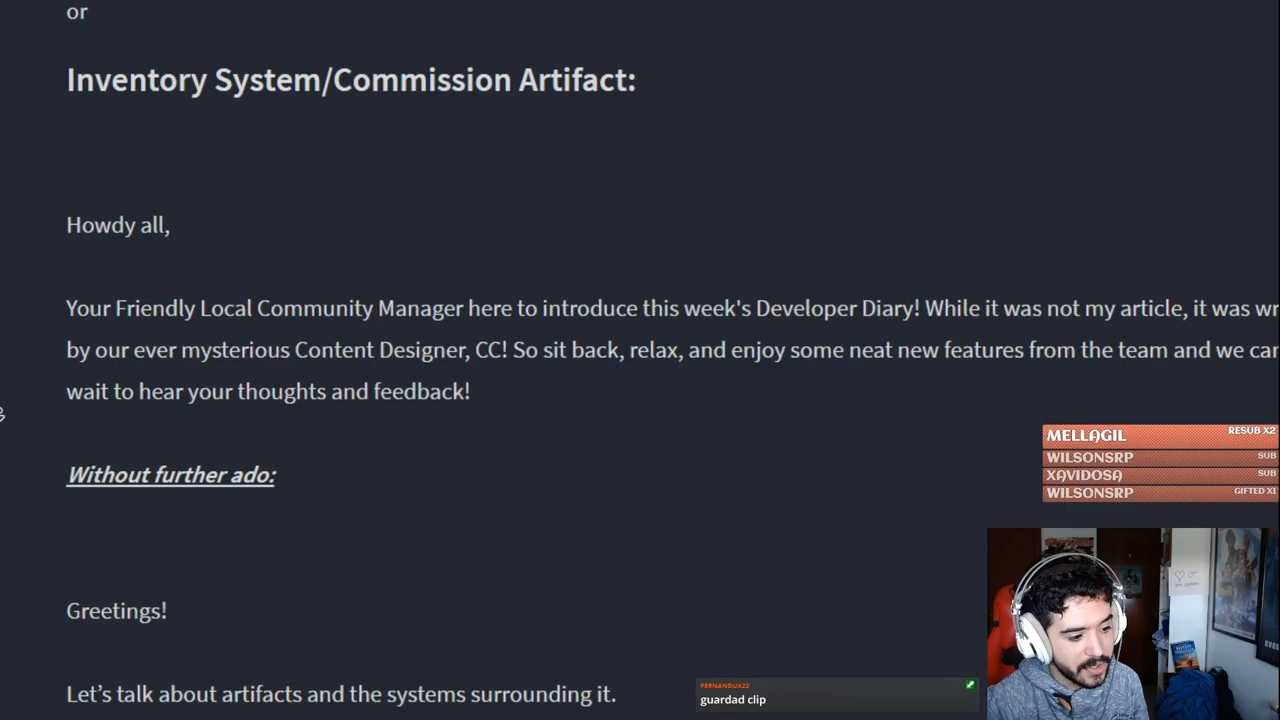 or
Inventory System/Commission Artifact:
Howdy all,
Your Friendly Local Community Manager here to introduce this week's Developer Diary! While it was not my article, it was
by our ever mysterious Content Designer, CC! So sit back, relax, and enjoy some neat new features from the team and we
wait to hear your thoughts and feedback!
MELLAGIL RESUB X2
WILSONSRP SUB
XAVIDOSA SUB
WILSONSRP GIFTED X1
Without further ado:
Greetings!
Let’s talk about artifacts and the systems surrounding it.
FERNANDUX22
guardad clip